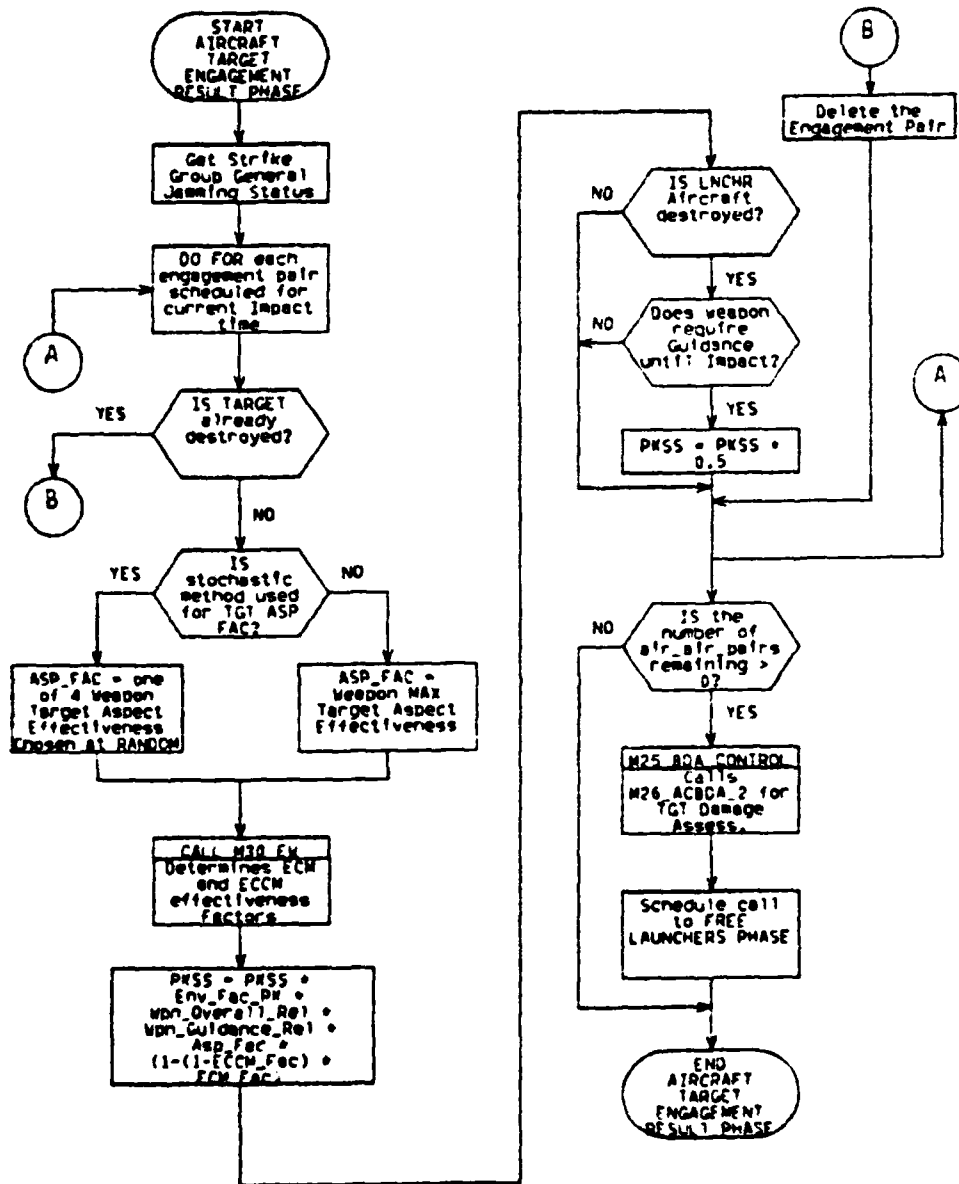 START
AIRCRAFT
TARGET
ENGAGEMENT
RESULT PHASE
Get Strike
Group General
Jamming Status
DO FOR each
engagement pair
scheduled for
current Impact
time
A
IS TARGET
already
destroyed?
YES
B
NO
IS
stochastic
method used
for TGT ASP
FAC?
YES
NO
ASP_FAC = one
of 4 Weapon
Target Aspect
Effectiveness
Chosen at RANDOM
ASP_FAC =
Weapon MAX
Target Aspect
Effectiveness
CALL M30_EW
Determines ECM
and ECCM
effectiveness
Factors
PKSS = PKSS *
Env_Fac_PK *
Wpn_Overall_Rel *
Wpn_Guidance_Rel *
Asp_Fac *
(1-(1-ECCM_Fac) *
ECM_Fac)
B
Delete the
Engagement Pair
IS LNCHR
Aircraft
destroyed?
NO
YES
Does weapon
require
Guidance
until Impact?
NO
YES
PKSS = PKSS *
0.5
A
IS the
number of
air_air_pairs
remaining >
0?
NO
YES
M25_BDA_CONTROL
Calls
M26_ACBDA_2 for
TGT Damage
Assess.
Schedule call
to FREE
LAUNCHERS PHASE
END
AIRCRAFT
TARGET
ENGAGEMENT
RESULT PHASE